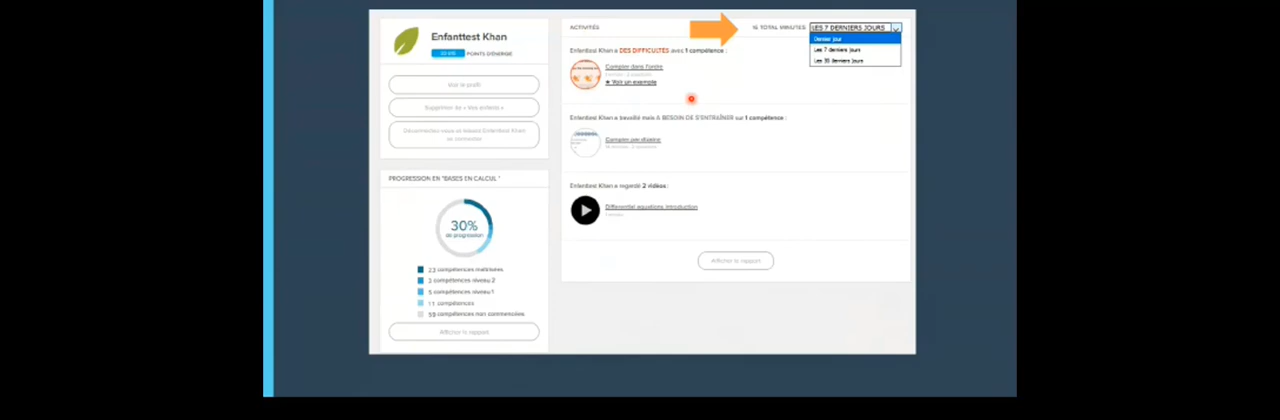 Enfanttest Khan
POINTS D'ÉNERGIE
Voir le profil
Supprimer de « Vos enfants »
Déconnectez-vous et laissez Enfanttest Khan
se connecter
PROGRESSION EN "BASES EN CALCUL "
30%
de progression
23 compétences maîtrisées
3 compétences niveau 2
5 compétences niveau 1
11 compétences
59 compétences non commencées
Afficher le rapport
ACTIVITÉS
TOTAL MINUTES
LES 7 DERNIERS JOURS
Dernier jour
Les 7 derniers jours
Les 30 derniers jours
Enfanttest Khan a DES DIFFICULTÉS avec 1 compétence :
Compter dans l'ordre
Voir un exemple
Enfanttest Khan a travaillé mais A BESOIN DE S'ENTRAÎNER sur 1 compétence :
Compter par dizaine
Enfanttest Khan a regardé 2 vidéos :
Differential equations introduction
Afficher le rapport